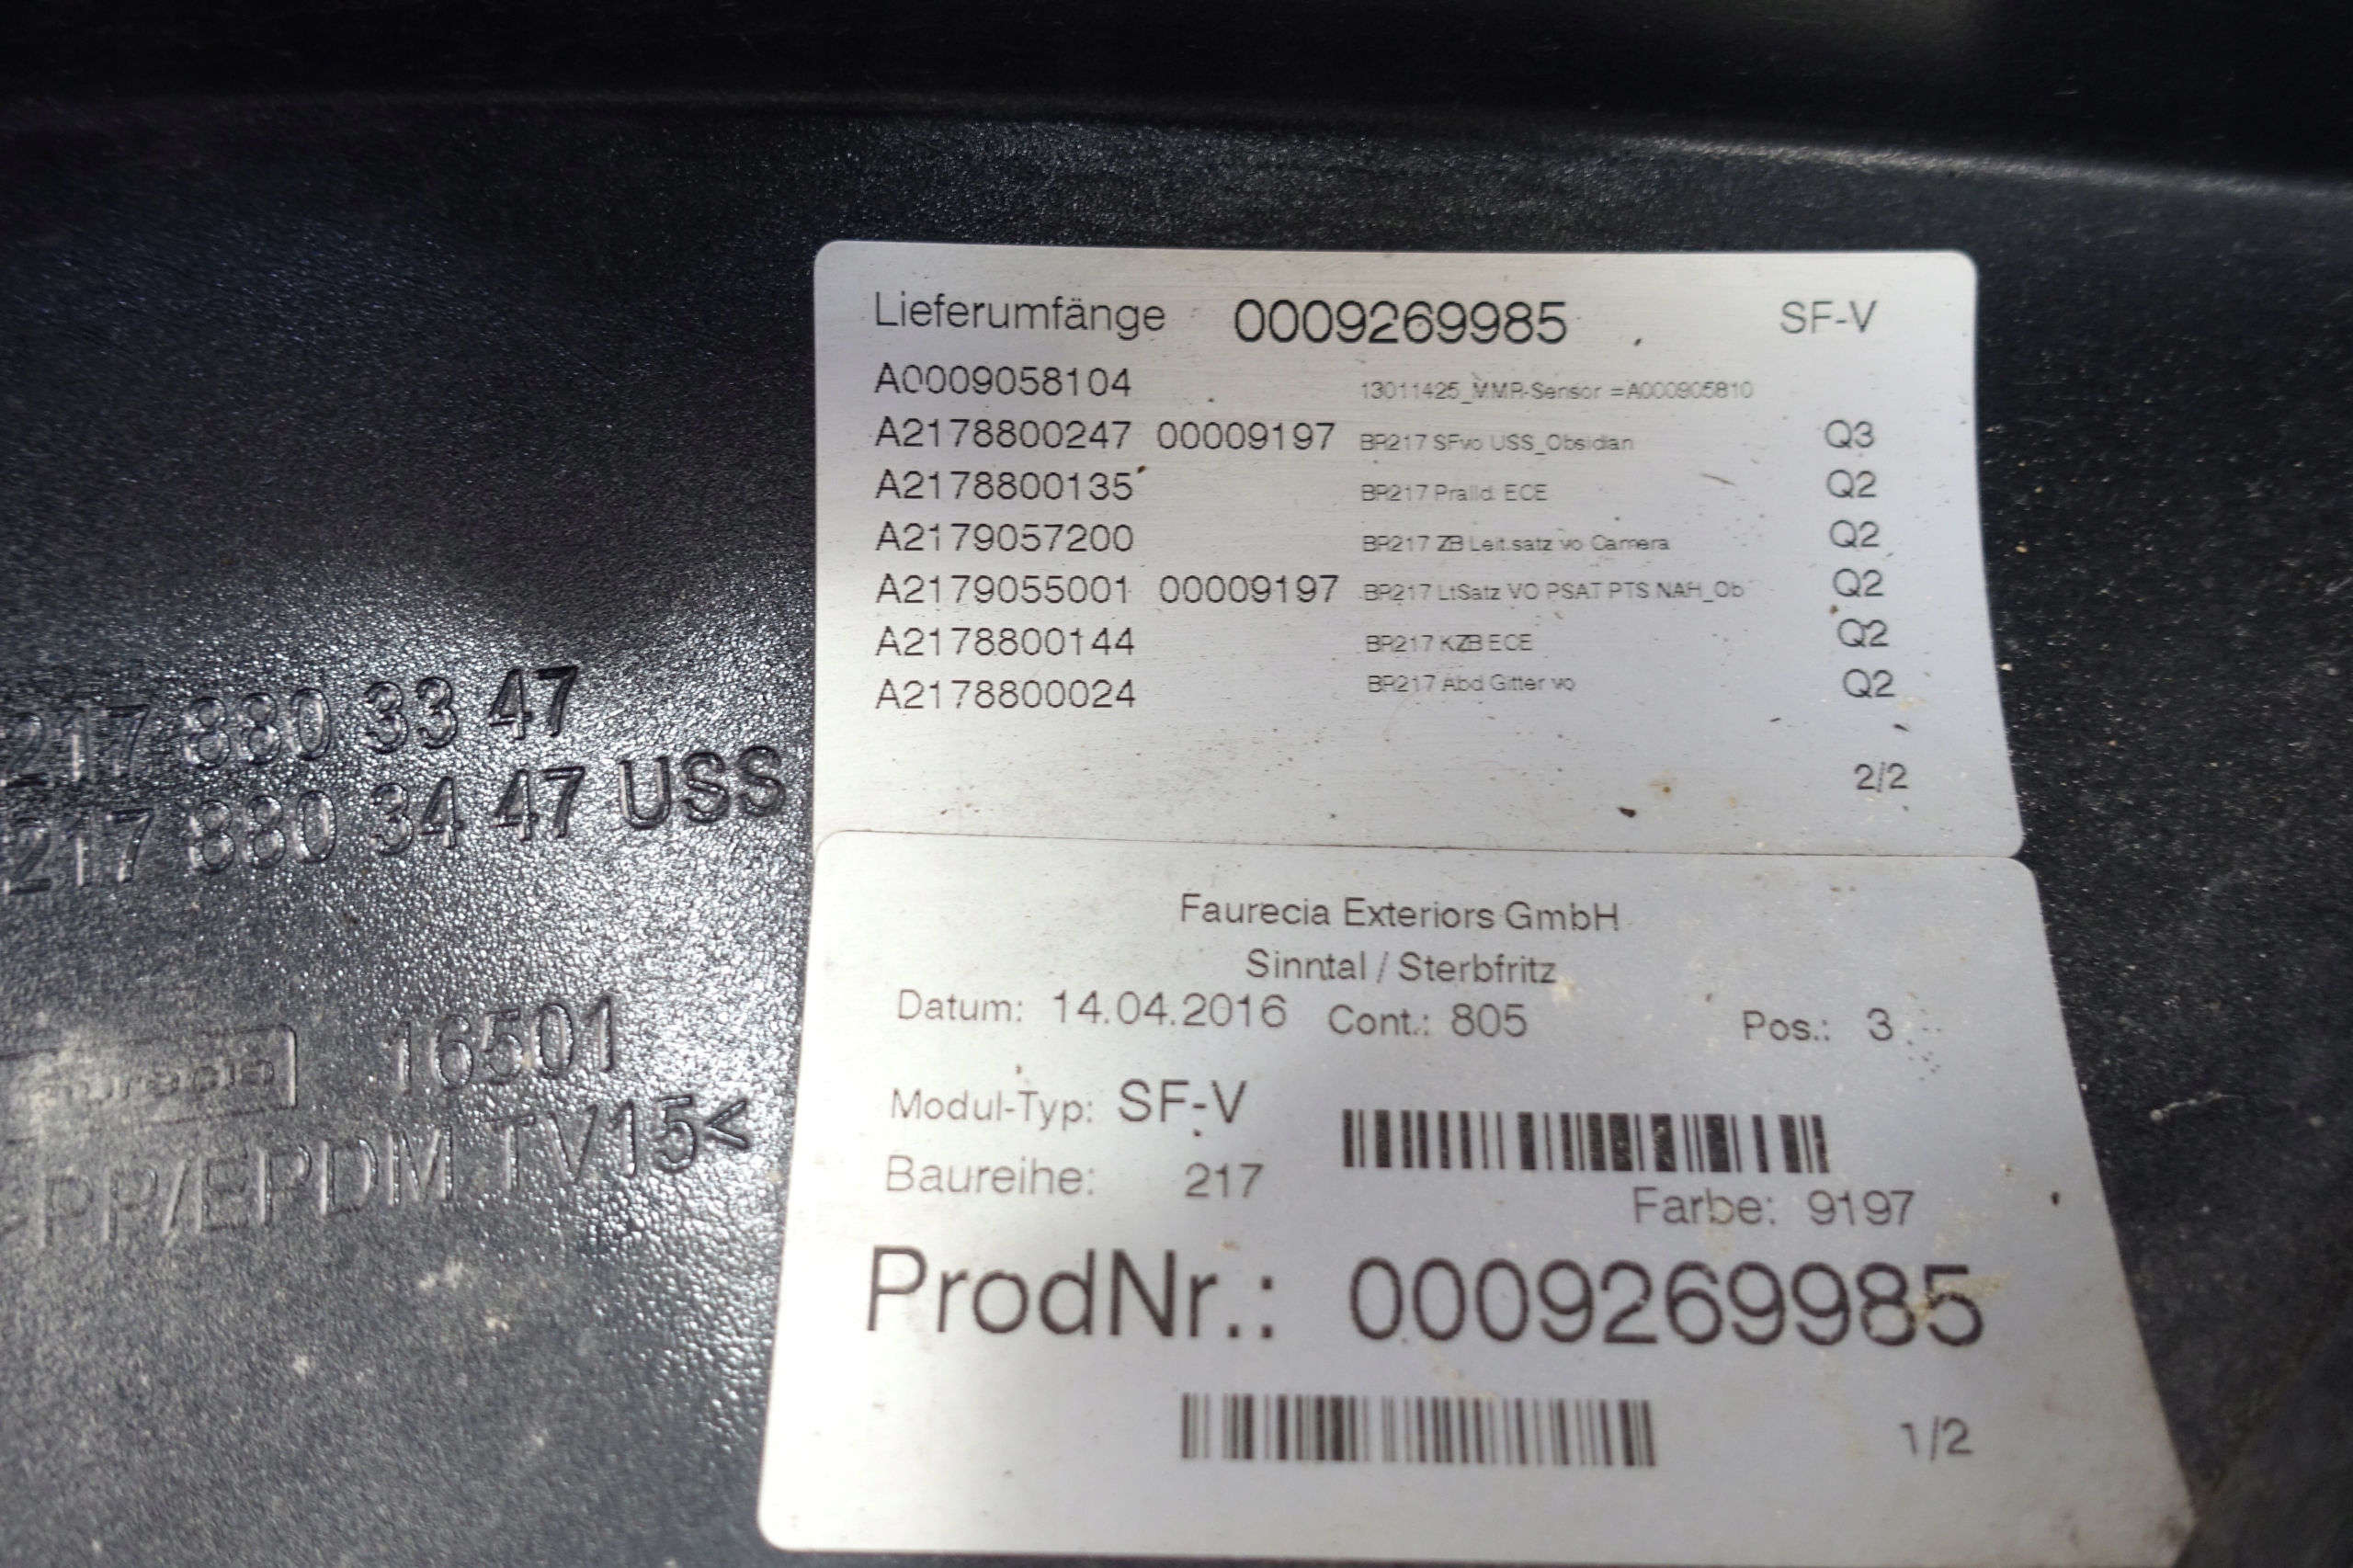 Lieferumfänge 0009269985 SF-V
A0009058104 13011425_MMR-Sensor =A000905810
A2178800247 00009197 BR217 SFvo USS_Obsidian Q3
A2178800135 BR217 Pralld. ECE Q2
A2179057200 BR217 ZB Leit.satz vo Camera Q2
A2179055001 00009197 BR217 LtSatz VO PSAT PTS NAH_Ob Q2
A2178800144 BR217 KZB ECE Q2
A2178800024 BR217 Abd Gitter vo Q2
2/2
217 880 33 47
217 880 34 47 USS
16501
PP/EPDM TV15<
Faurecia Exteriors GmbH
Sinntal / Sterbfritz
Datum: 14.04.2016 Cont.: 805 Pos.: 3
Modul-Typ: SF-V
Baureihe: 217
Farbe: 9197
ProdNr.: 0009269985
1/2